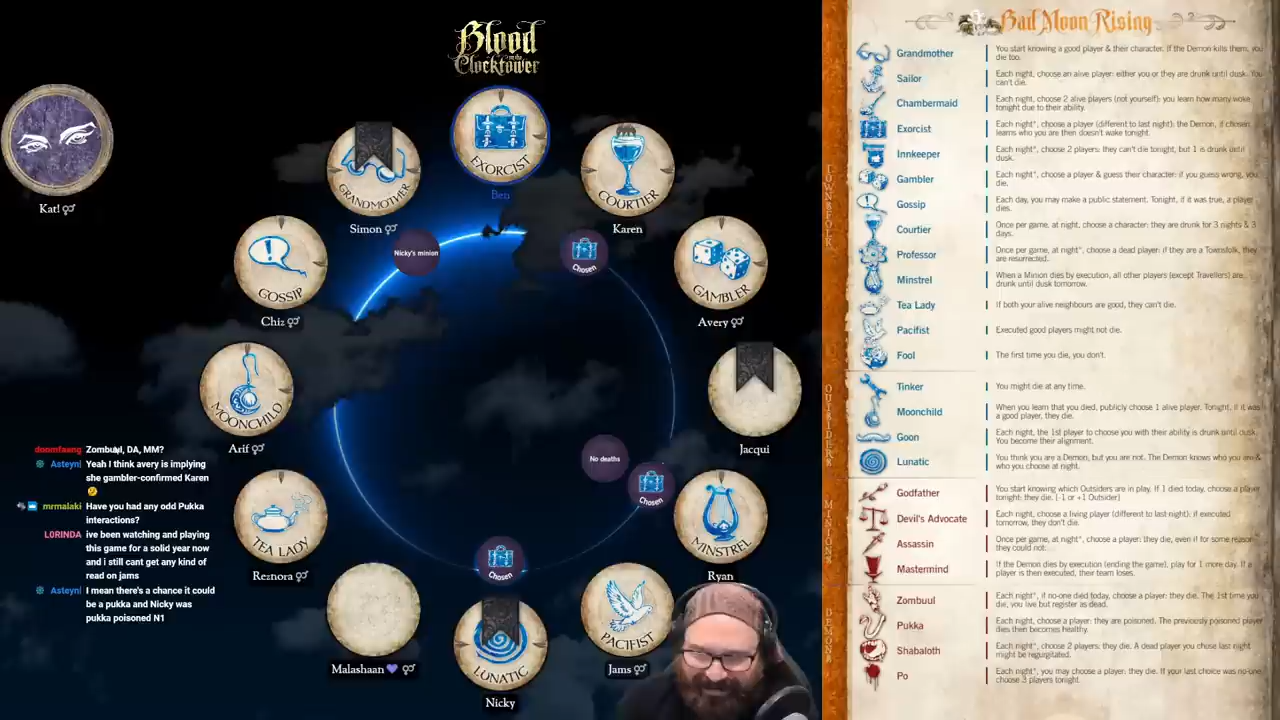 Blood
on the
Clocktower
Kat!
GRANDMOTHER
Simon
EXORCIST
Ben
COURTIER
Karen
GOSSIP
Chiz
Nicky's minion
Chosen
GAMBLER
Avery
MOONCHILD
Arif
Jacqui
TEA LADY
Reznora
No deaths
Chosen
MINSTREL
Ryan
Malashaan
Chosen
LUNATIC
Nicky
PACIFIST
Jams
doomfaang Zombuul, DA, MM?
Asteyni Yeah I think avery is implying
she gambler-confirmed Karen
mrmalaki Have you had any odd Pukka
interactions?
L0RINDA ive been watching and playing
this game for a solid year now
and i still cant get any kind of
read on jams
Asteyni I mean there's a chance it could
be a pukka and Nicky was
pukka poisoned N1
Bad Moon Rising
TOWNSFOLK
Grandmother You start knowing a good player & their character. If the Demon kills them, you
die too.
Sailor Each night, choose an alive player: either you or they are drunk until dusk. You
can't die.
Chambermaid Each night, choose 2 alive players (not yourself): you learn how many woke
tonight due to their ability.
Exorcist Each night*, choose a player (different to last night): the Demon, if chosen,
learns who you are then doesn't wake tonight.
Innkeeper Each night*, choose 2 players: they can't die tonight, but 1 is drunk until
dusk.
Gambler Each night*, choose a player & guess their character: if you guess wrong, you
die.
Gossip Each day, you may make a public statement. Tonight, if it was true, a player
dies.
Courtier Once per game, at night, choose a character: they are drunk for 3 nights & 3
days.
Professor Once per game, at night*, choose a dead player: if they are a Townsfolk, they
are resurrected.
Minstrel When a Minion dies by execution, all other players (except Travellers) are
drunk until dusk tomorrow.
Tea Lady If both your alive neighbours are good, they can't die.
Pacifist Executed good players might not die.
Fool The first time you die, you don't.
OUTSIDERS
Tinker You might die at any time.
Moonchild When you learn that you died, publicly choose 1 alive player. Tonight, if it was
a good player, they die.
Goon Each night, the 1st player to choose you with their ability is drunk until dusk.
You become their alignment.
Lunatic You think you are a Demon, but you are not. The Demon knows who you are &
who you choose at night.
MINIONS
Godfather You start knowing which Outsiders are in play. If 1 died today, choose a player
tonight: they die. [-1 or +1 Outsider]
Devil's Advocate Each night, choose a living player (different to last night): if executed
tomorrow, they don't die.
Assassin Once per game, at night*, choose a player: they die, even if for some reason
they could not.
Mastermind If the Demon dies by execution (ending the game), play for 1 more day. If a
player is then executed, their team loses.
DEMONS
Zombuul Each night*, if no-one died today, choose a player: they die. The 1st time you
die, you live but register as dead.
Pukka Each night, choose a player: they are poisoned. The previously poisoned player
dies then becomes healthy.
Shabaloth Each night*, choose 2 players: they die. A dead player you chose last night
might be regurgitated.
Po Each night*, you may choose a player: they die. If your last choice was no-one,
choose 3 players tonight.